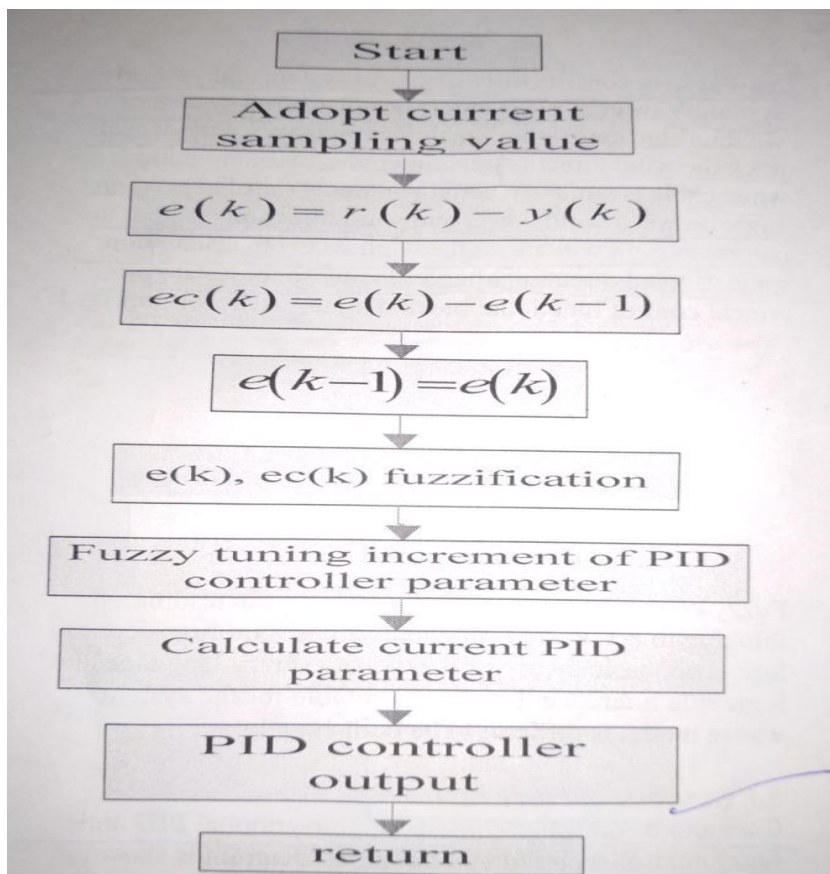 Start
Adopt current
sampling value
e(k)=r(k)-y(k)
ec(k)=e(k)-e(k-1)
e(k-1)=e(k)
e(k), ec(k) fuzzification
Fuzzy tuning increment of PID
controller parameter
Calculate current PID
parameter
PID controller
output
return